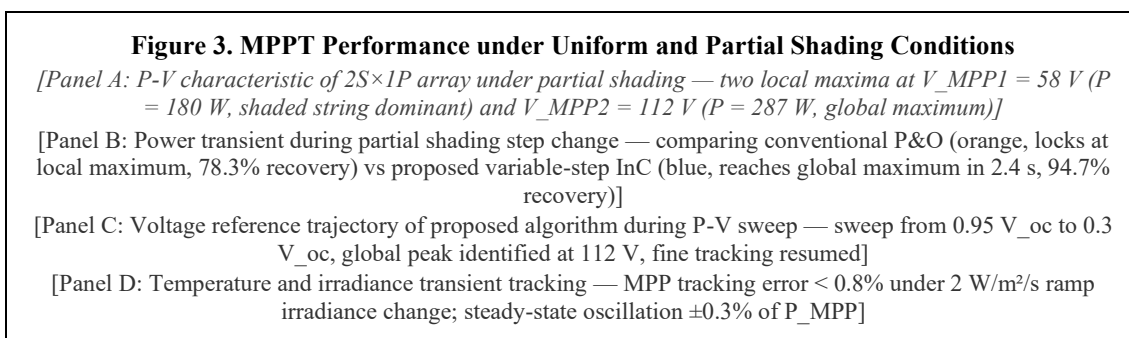 Figure 3. MPPT Performance under Uniform and Partial Shading Conditions
[Panel A: P-V characteristic of 2S×1P array under partial shading — two local maxima at V_MPP1 = 58 V (P
= 180 W, shaded string dominant) and V_MPP2 = 112 V (P = 287 W, global maximum)]
[Panel B: Power transient during partial shading step change — comparing conventional P&O (orange, locks at
local maximum, 78.3% recovery) vs proposed variable-step InC (blue, reaches global maximum in 2.4 s, 94.7%
recovery)]
[Panel C: Voltage reference trajectory of proposed algorithm during P-V sweep — sweep from 0.95 V_oc to 0.3
V_oc, global peak identified at 112 V, fine tracking resumed]
[Panel D: Temperature and irradiance transient tracking — MPP tracking error < 0.8% under 2 W/m²/s ramp
irradiance change; steady-state oscillation ±0.3% of P_MPP]